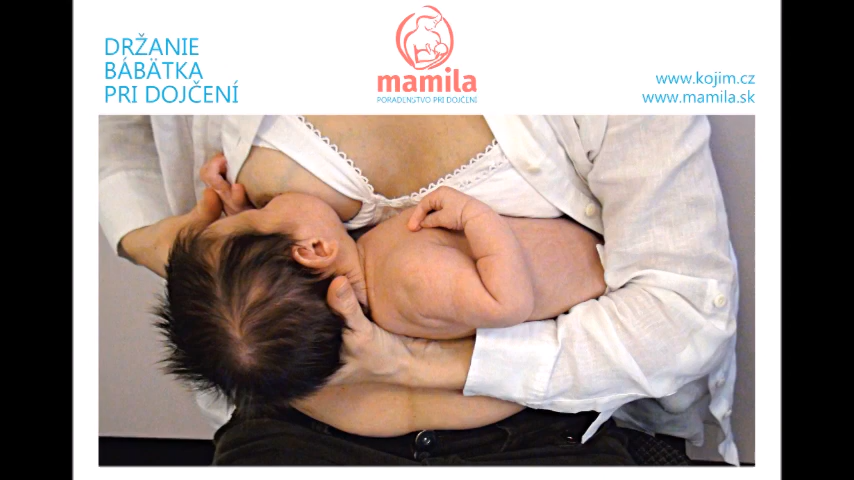 DRŽANIE
BÁBÄTKA
PRI DOJČENÍ
mamila
PORADENSTVO PRI DOJČENÍ
www.kojim.cz
www.mamila.sk